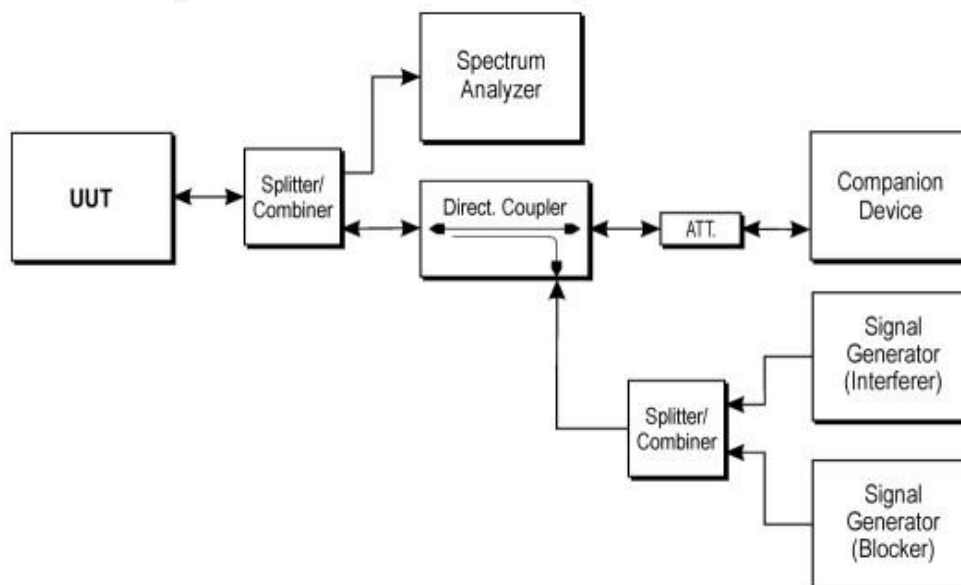 Spectrum
Analyzer
UUT
Splitter/
Combiner
Direct. Coupler
ATT.
Companion
Device
Signal
Generator
(Interferer)
Splitter/
Combiner
Signal
Generator
(Blocker)